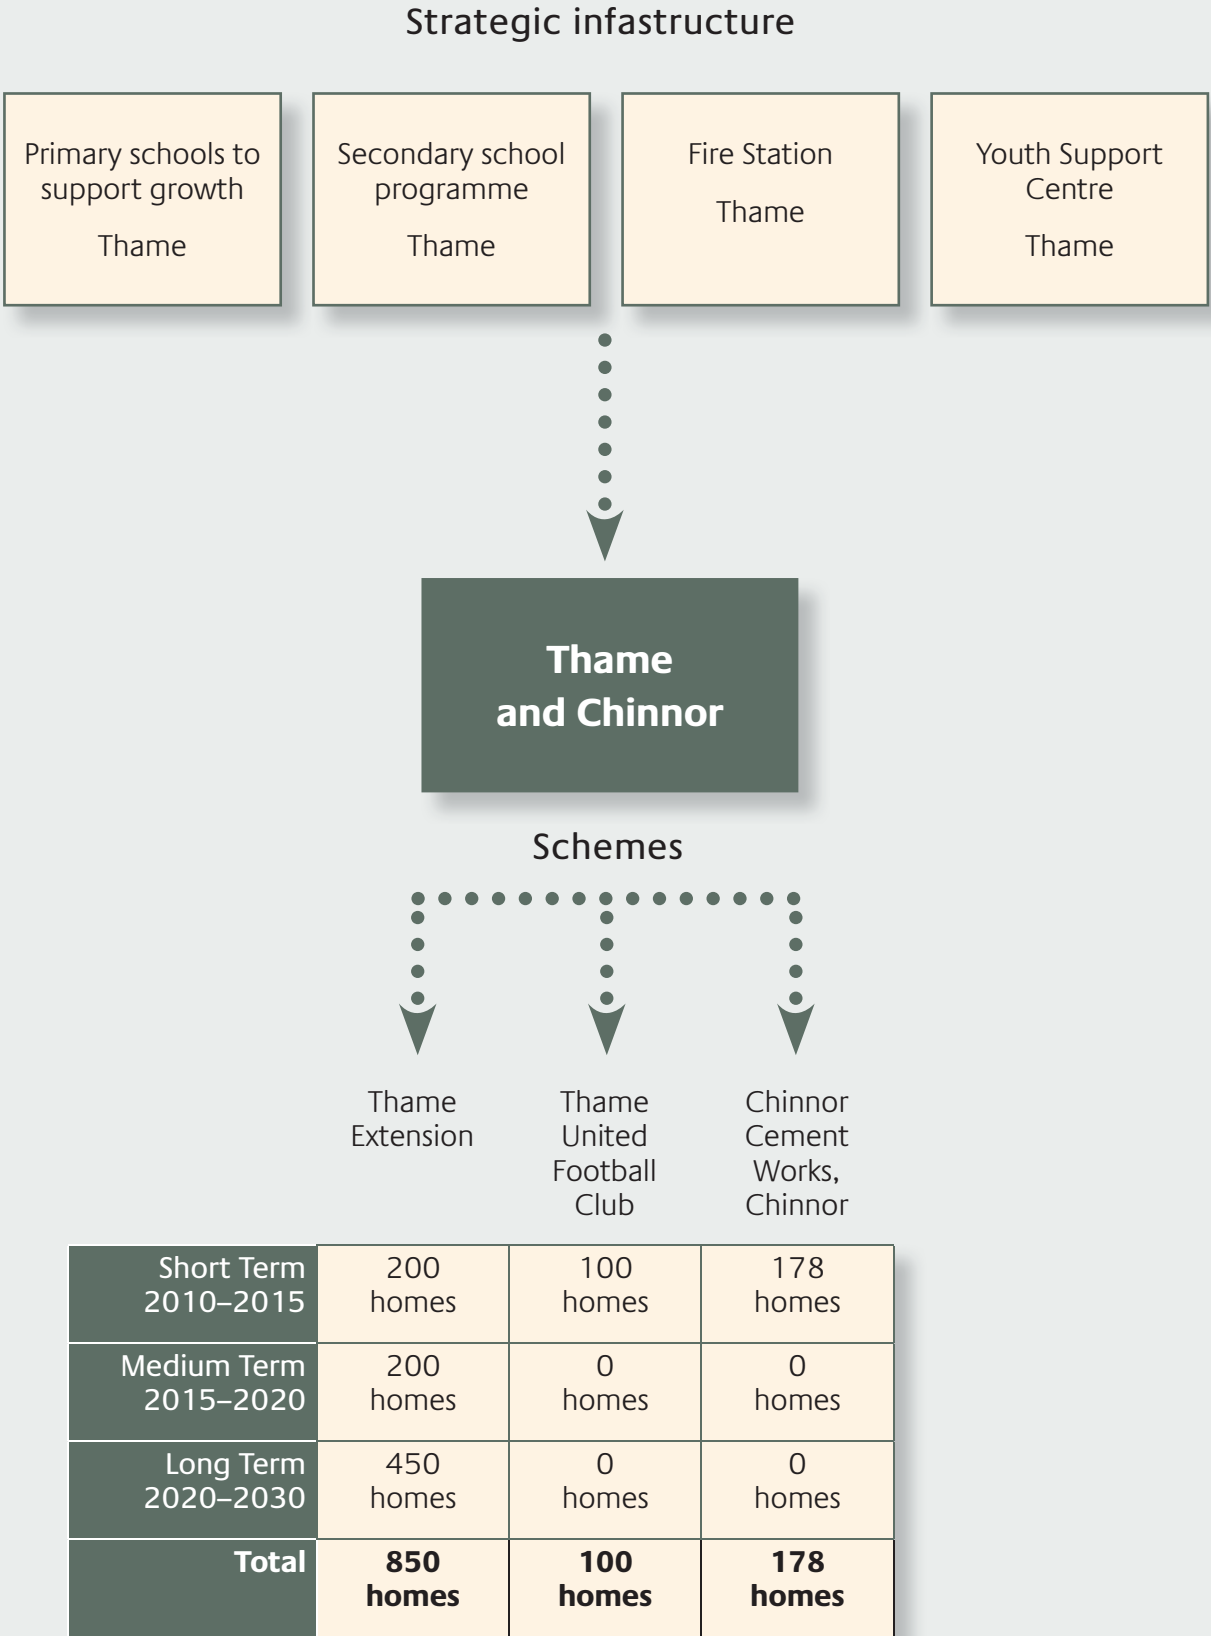 Strategic infastructure
Primary schools to
support growth
Thame
Secondary school
programme
Thame
Fire Station
Thame
Youth Support
Centre
Thame
Thame
and Chinnor
Schemes
Thame
Extension
Thame
United
Football
Club
Chinnor
Cement
Works,
Chinnor
Short Term
2010–2015
200
homes
100
homes
178
homes
Medium Term
2015–2020
200
homes
0
homes
0
homes
Long Term
2020–2030
450
homes
0
homes
0
homes
Total
850
homes
100
homes
178
homes